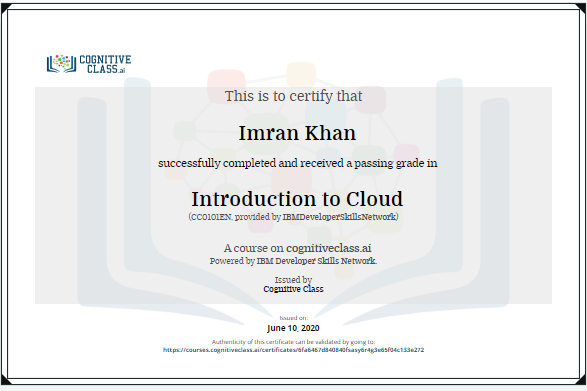 COGNITIVE
CLASS.ai
This is to certify that
Imran Khan
successfully completed and received a passing grade in
Introduction to Cloud
(CC0101EN, provided by IBMDeveloperSkillsNetwork)
A course on cognitiveclass.ai
Powered by IBM Developer Skills Network.
Issued by
Cognitive Class
Issued on:
June 10, 2020
Authenticity of this certificate can be validated by going to: